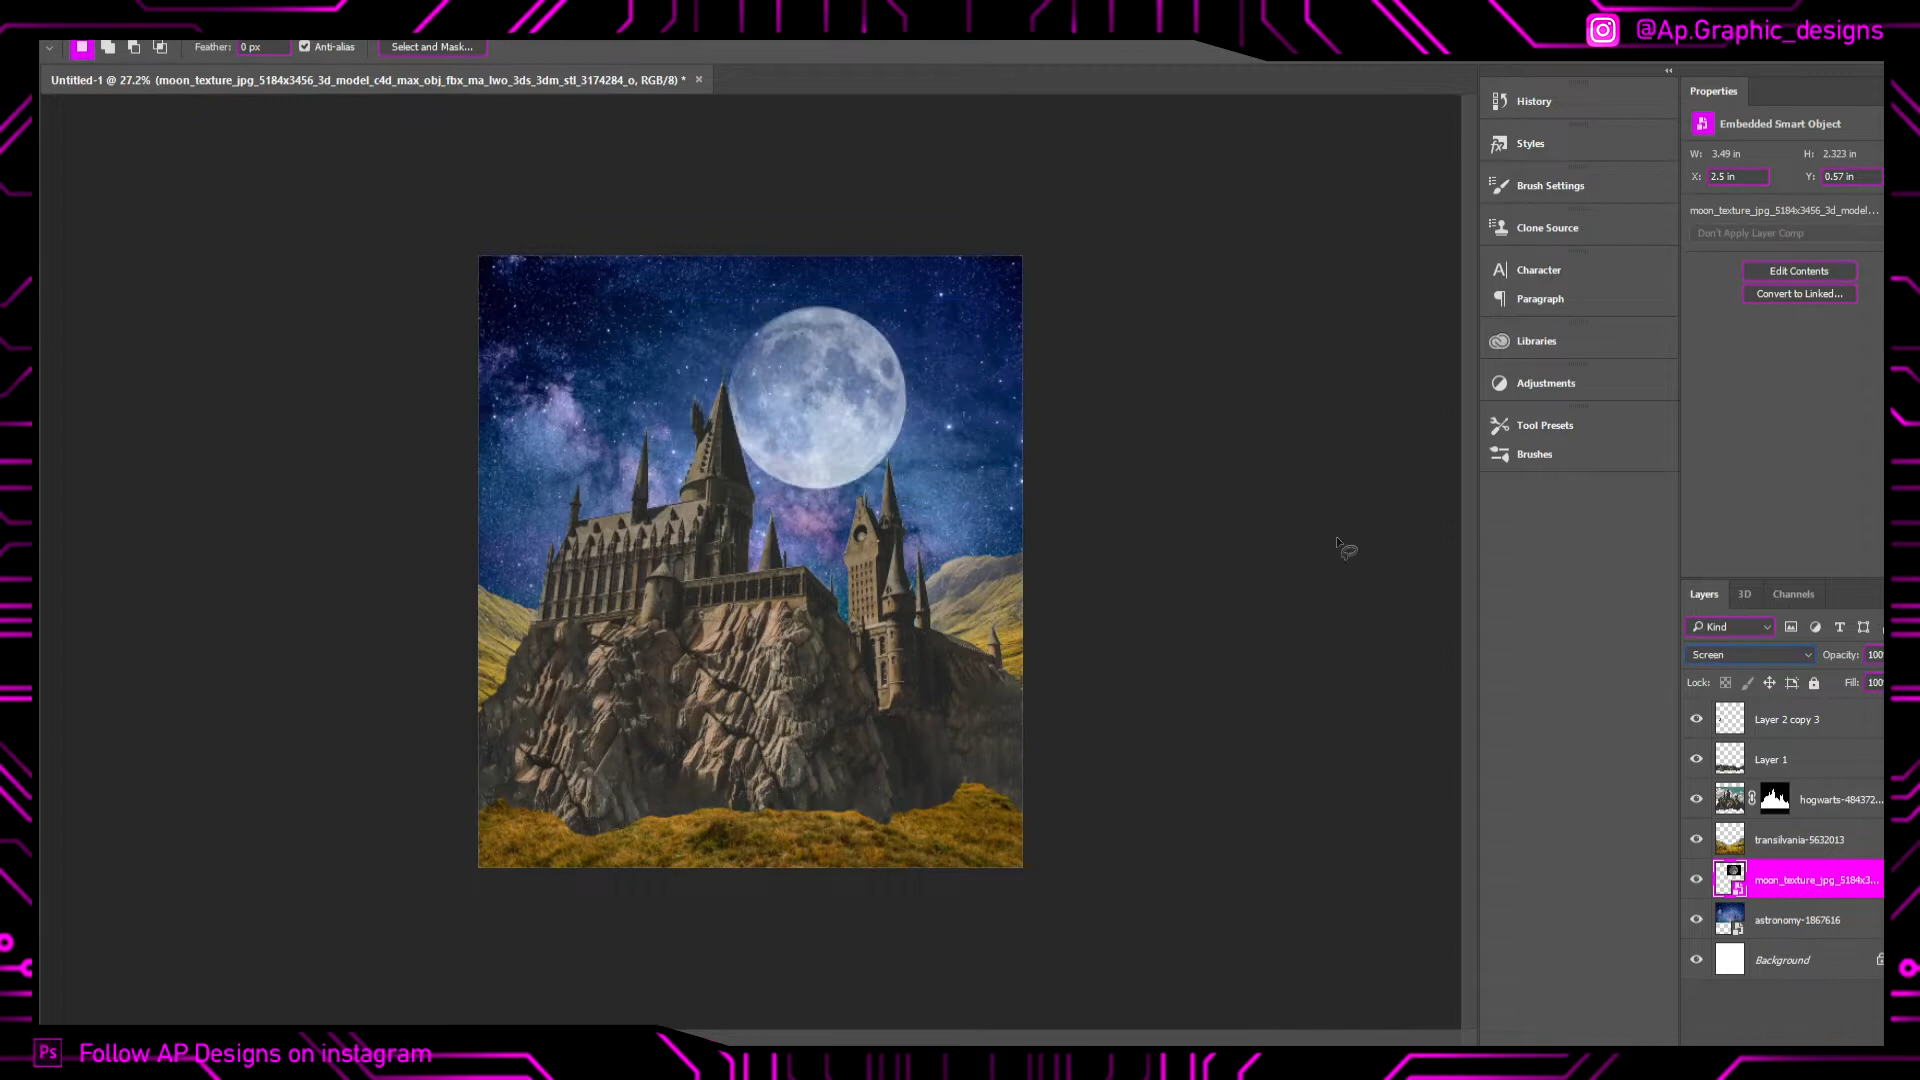 @Ap.Graphic_designs
Feather: 0 px
Anti-alias
Select and Mask...
Untitled-1 @ 27.2% (moon_texture_jpg_5184x3456_3d_model_c4d_max_obj_fbx_ma_lwo_3ds_3dm_stl_3174284_o, RGB/8) * ×
History
Styles
Brush Settings
Clone Source
Character
Paragraph
Libraries
Adjustments
Tool Presets
Brushes
Properties
Embedded Smart Object
W: 3.49 in H: 2.323 in
X: 2.5 in Y: 0.57 in
moon_texture_jpg_5184x3456_3d_model...
Don't Apply Layer Comp
Edit Contents
Convert to Linked...
Layers 3D Channels
Kind
Screen Opacity: 100
Lock: Fill: 100
Layer 2 copy 3
Layer 1
hogwarts-484372...
transilvania-5632013
moon_texture_jpg_5184x3...
astronomy-1867616
Background
Ps Follow AP Designs on instagram